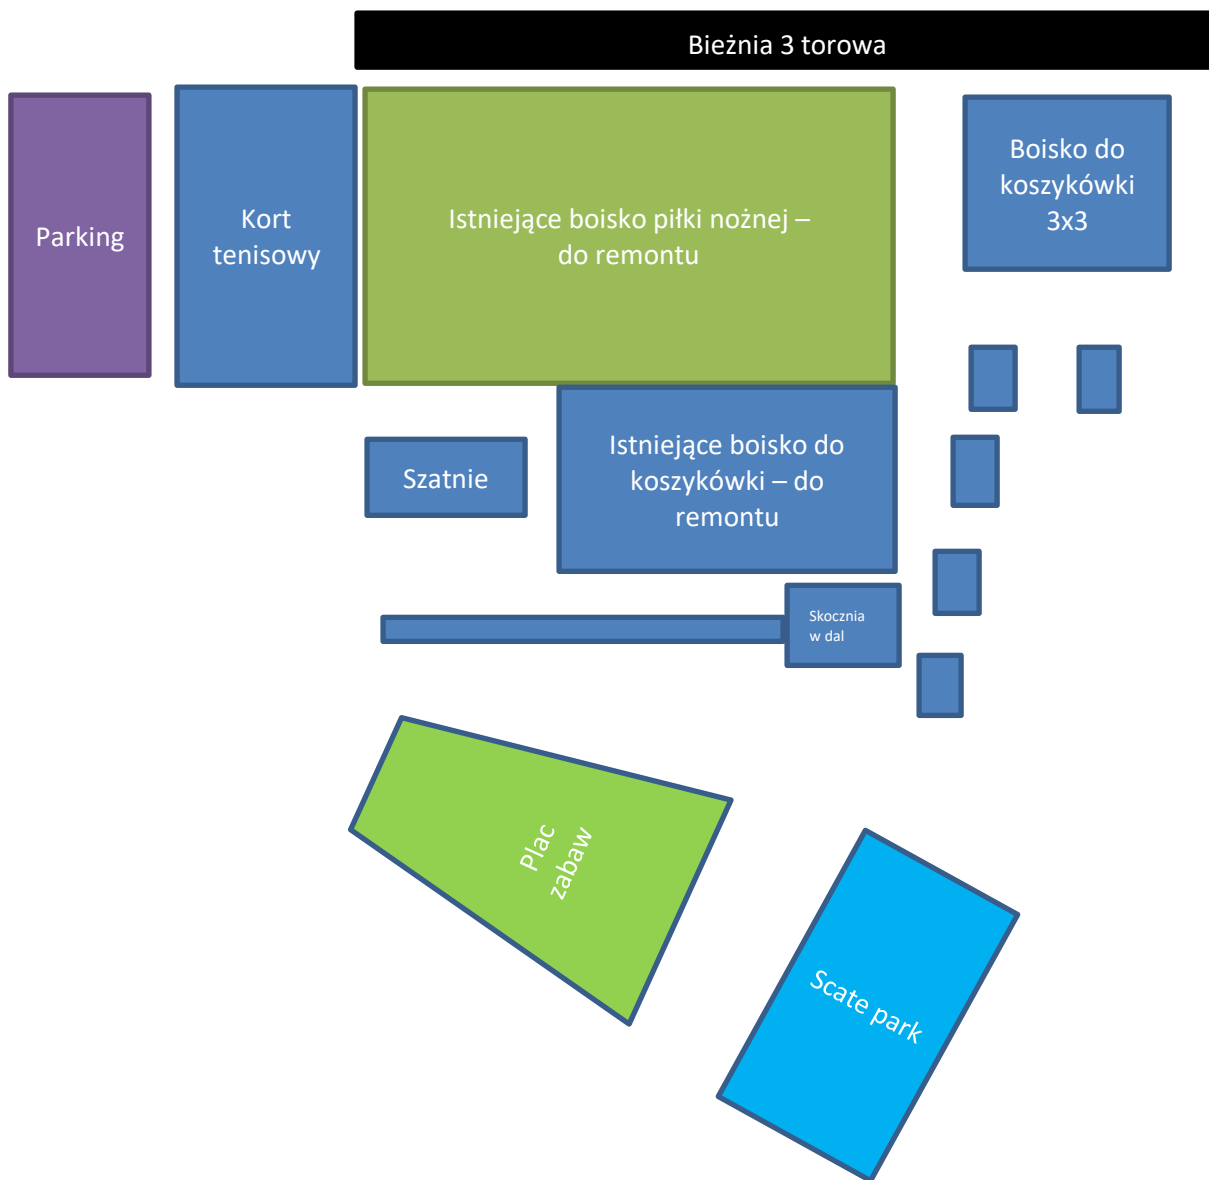 Bieżnia 3 torowa
Parking
Kort
tenisowy
Istniejące boisko piłki nożnej –
do remontu
Boisko do
koszykówki
3x3
Szatnie
Istniejące boisko do
koszykówki – do
remontu
Skocznia
w dal
Plac
zabaw
Scate park